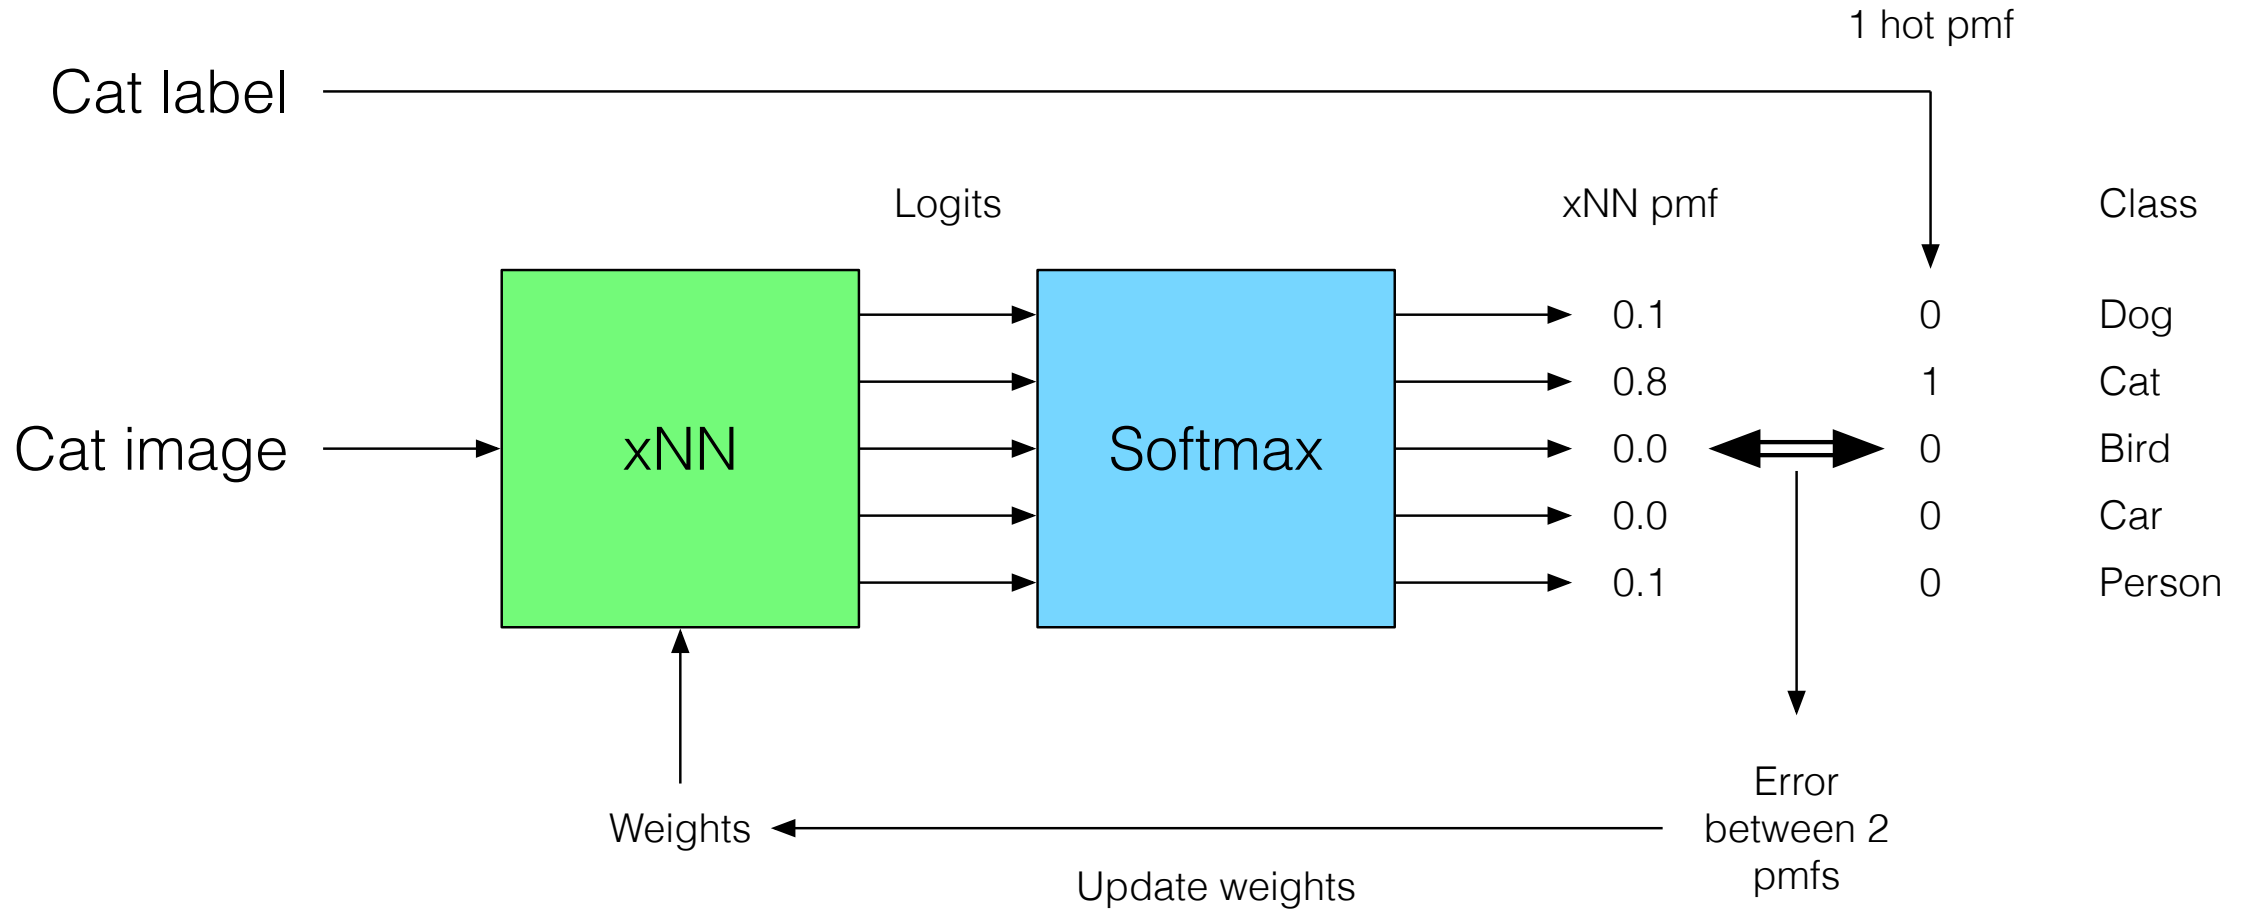 1 hot pmf
Cat label
Logits
xNN pmf
Class
0.1 0 Dog
0.8 1 Cat
Cat image xNN Softmax 0.0 0 Bird
0.0 0 Car
0.1 0 Person
Error
Weights between 2
pmfs
Update weights